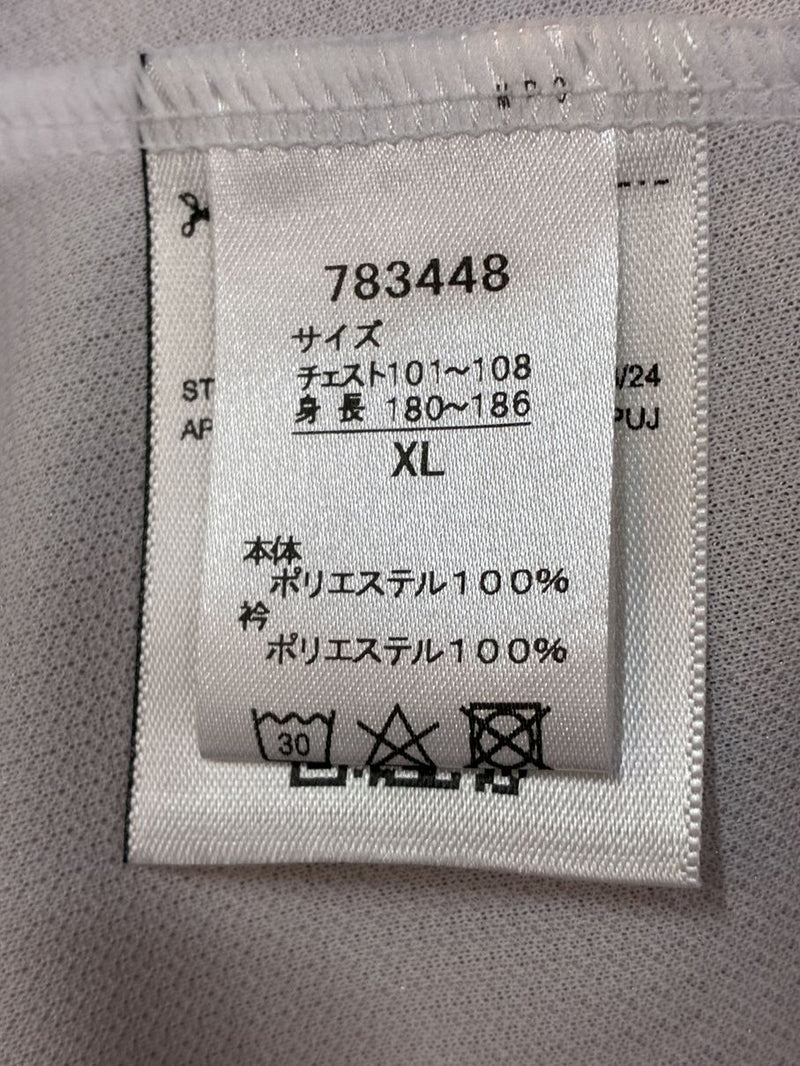 783448
サイズ
チェスト101〜108
身長 180〜186
XL
本体
ポリエステル100%
衿
ポリエステル100%
30